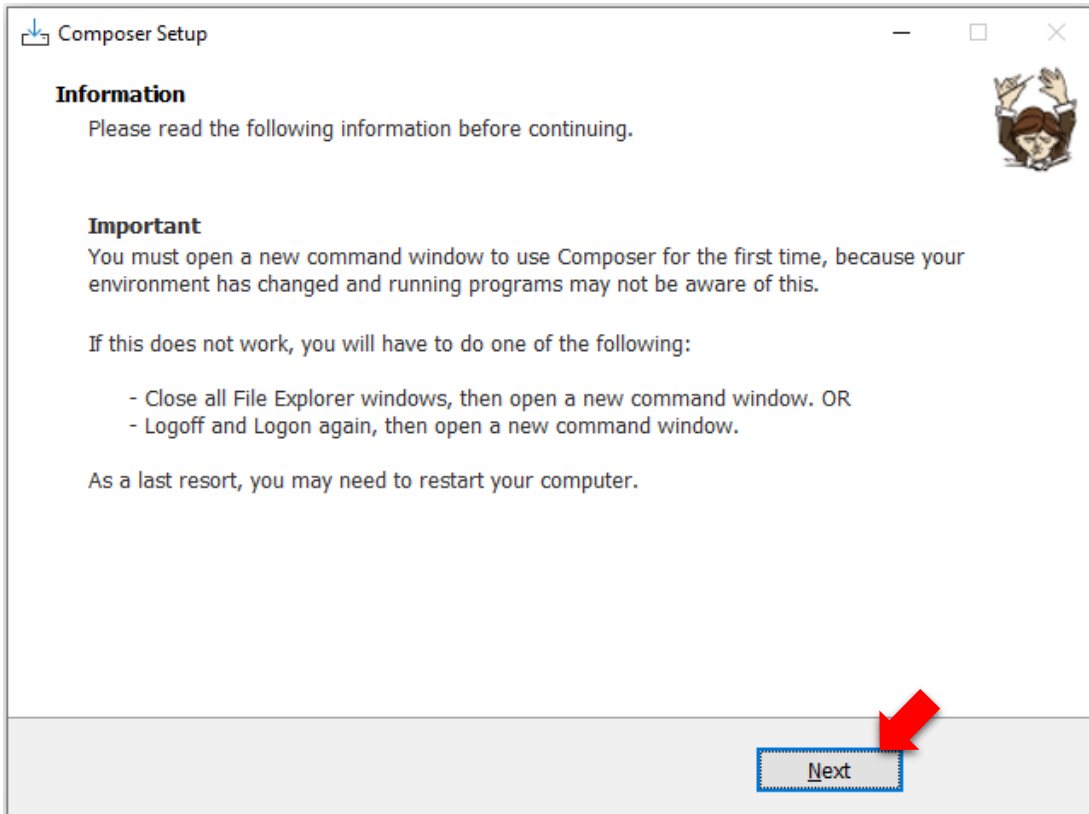 Composer Setup
Information
Please read the following information before continuing.
Important
You must open a new command window to use Composer for the first time, because your
environment has changed and running programs may not be aware of this.
If this does not work, you will have to do one of the following:
- Close all File Explorer windows, then open a new command window. OR
- Logoff and Logon again, then open a new command window.
As a last resort, you may need to restart your computer.
Next